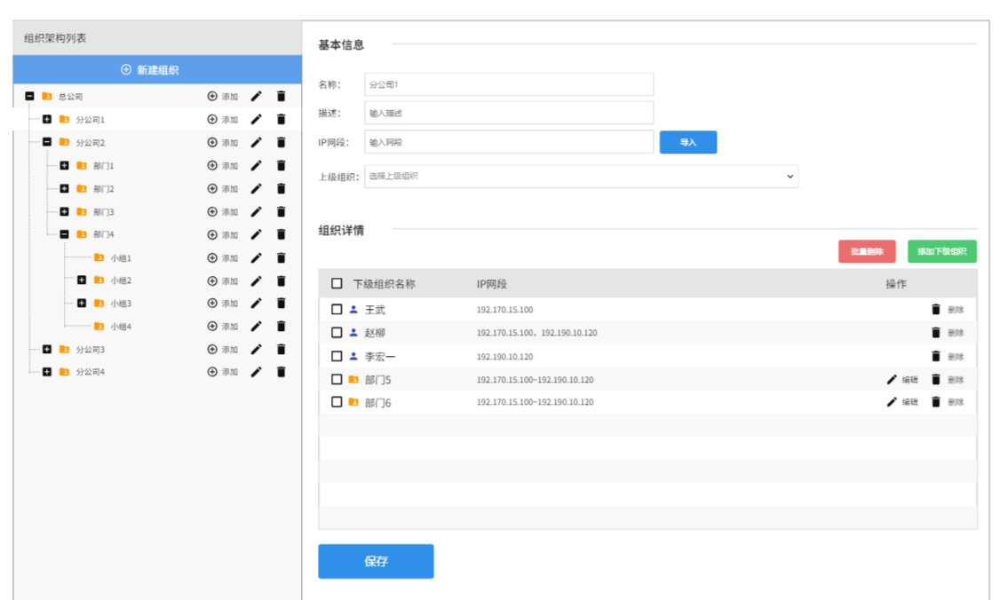 组织架构列表
新建组织
总公司 添加
分公司1 添加
分公司2 添加
部门1 添加
部门2 添加
部门3 添加
部门4 添加
小组1 添加
小组2 添加
小组3 添加
小组4 添加
分公司3 添加
分公司4 添加
基本信息
名称： 分公司1
描述： 输入描述
IP网段： 输入网段 导入
上级组织： 选择上级组织
组织详情
批量删除 添加下级组织
下级组织名称 IP网段 操作
王武 192.170.15.100 删除
赵柳 192.170.15.100，192.190.10.120 删除
李宏一 192.190.10.120 删除
部门5 192.170.15.100-192.190.10.120 编辑 删除
部门6 192.170.15.100-192.190.10.120 编辑 删除
保存